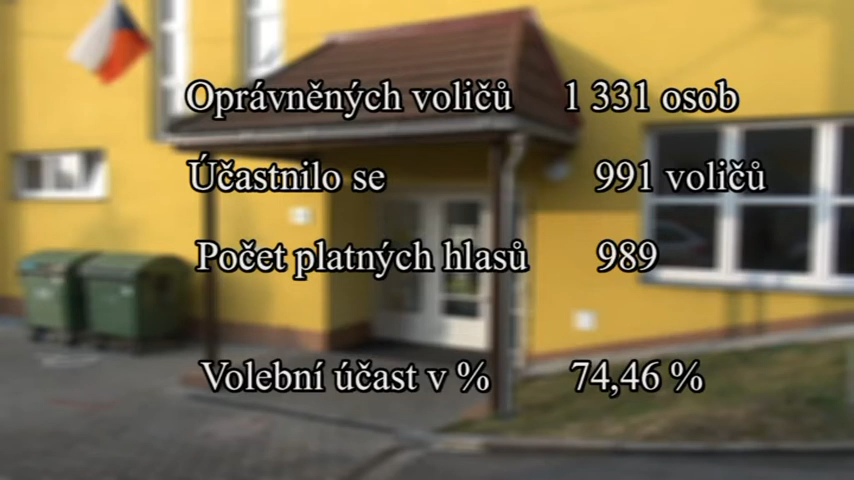 Oprávněných voličů 1 331 osob
Účastnilo se 991 voličů
Počet platných hlasů 989
Volební účast v % 74,46 %